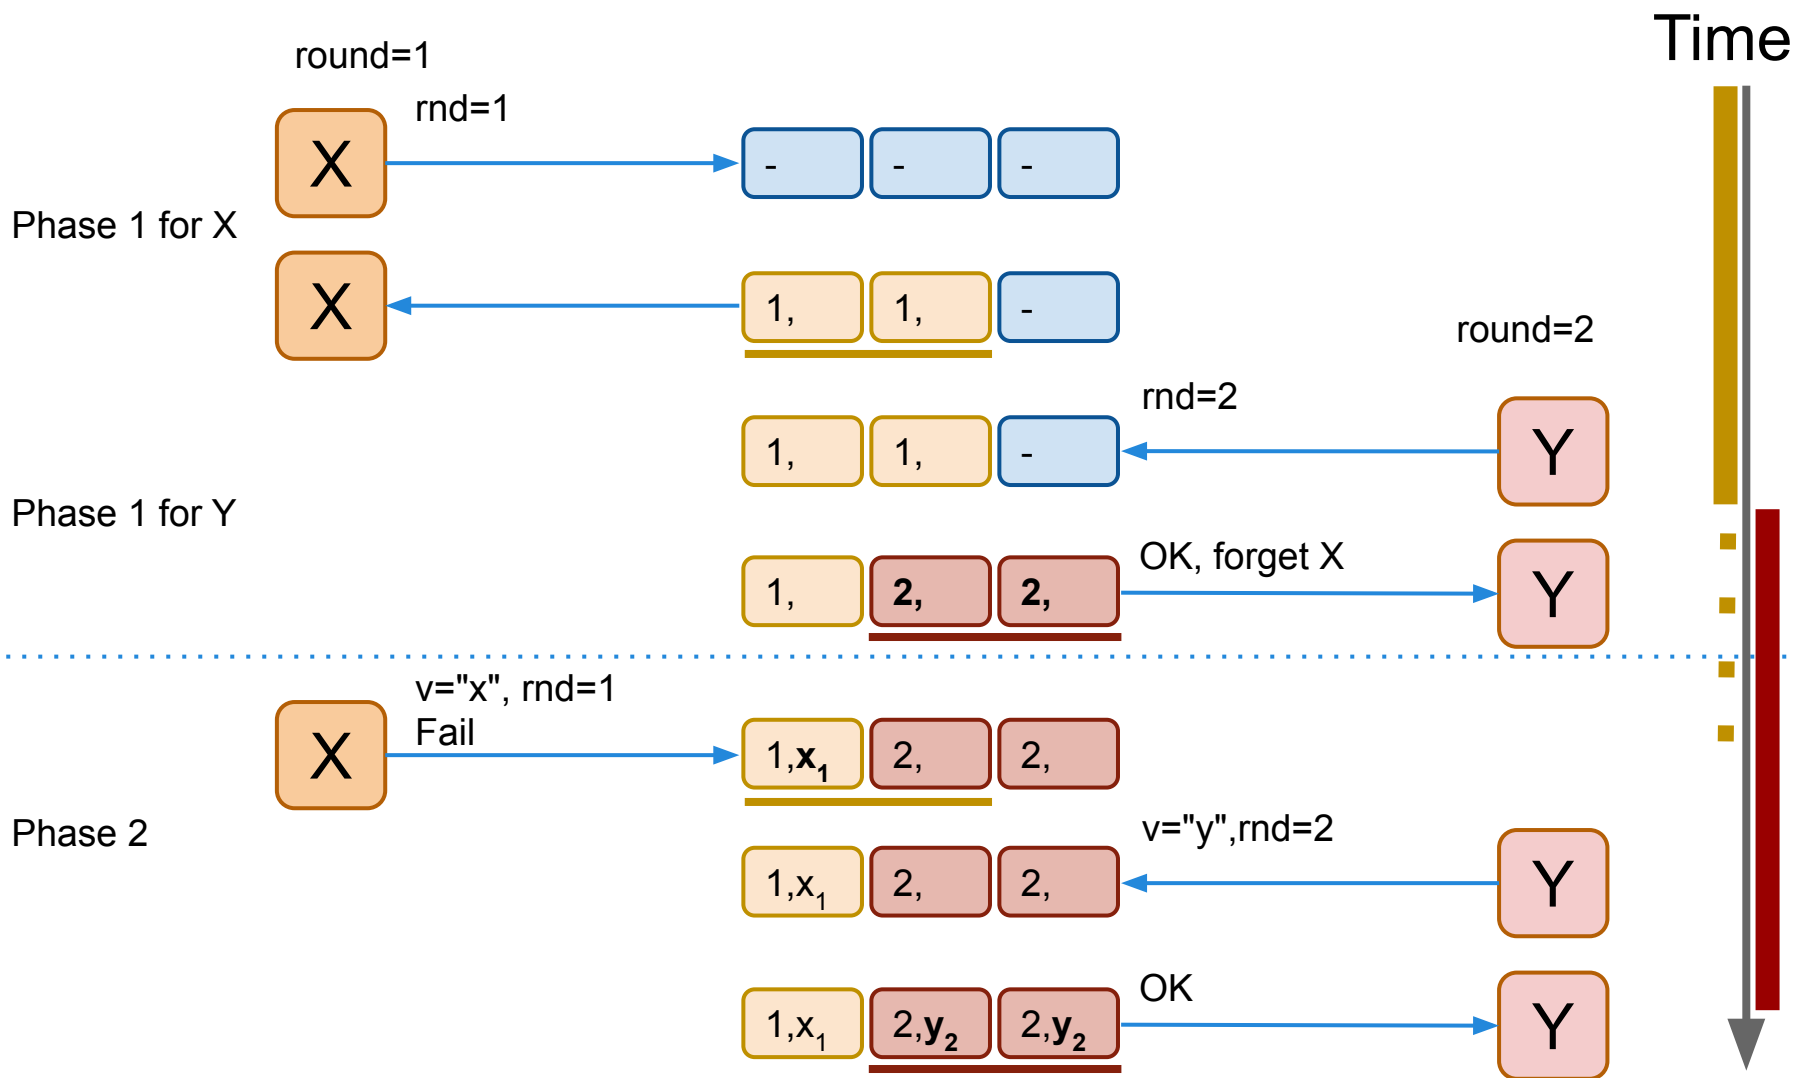 Time
round=1
rnd=1
X
- - -
Phase 1 for X
X
1, 1, -
round=2
rnd=2
1, 1, -
Y
Phase 1 for Y
OK, forget X
1, 2, 2,
Y
v="x", rnd=1
Fail
X
1,x₁ 2, 2,
Phase 2
v="y",rnd=2
1,x₁ 2, 2,
Y
OK
1,x₁ 2,y₂ 2,y₂
Y